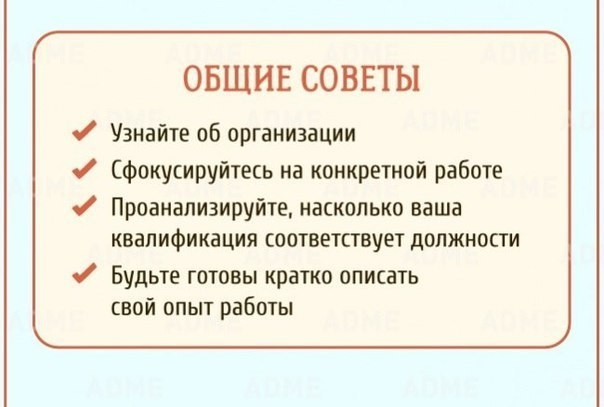 ОБЩИЕ СОВЕТЫ
Узнайте об организации
Сфокусируйтесь на конкретной работе
Проанализируйте, насколько ваша
квалификация соответствует должности
Будьте готовы кратко описать
свой опыт работы